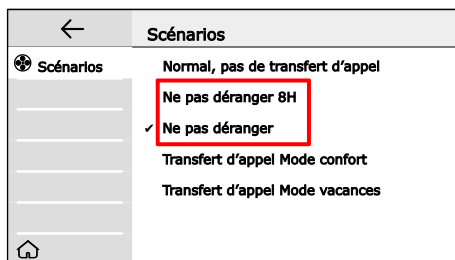 Scénarios
Scénarios
Normal, pas de transfert d'appel
Ne pas déranger 8H
✓ Ne pas déranger
Transfert d'appel Mode confort
Transfert d'appel Mode vacances